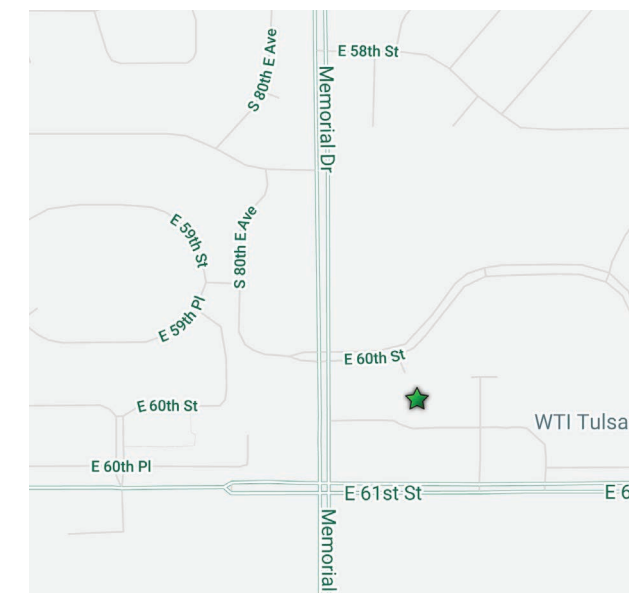 S 80th E Ave
E 58th St
Memorial Dr
E 59th St
S 80th E Ave
E 59th Pl
E 60th St
E 60th St
WTI Tulsa
E 60th Pl
E 61st St
E 6
Memorial